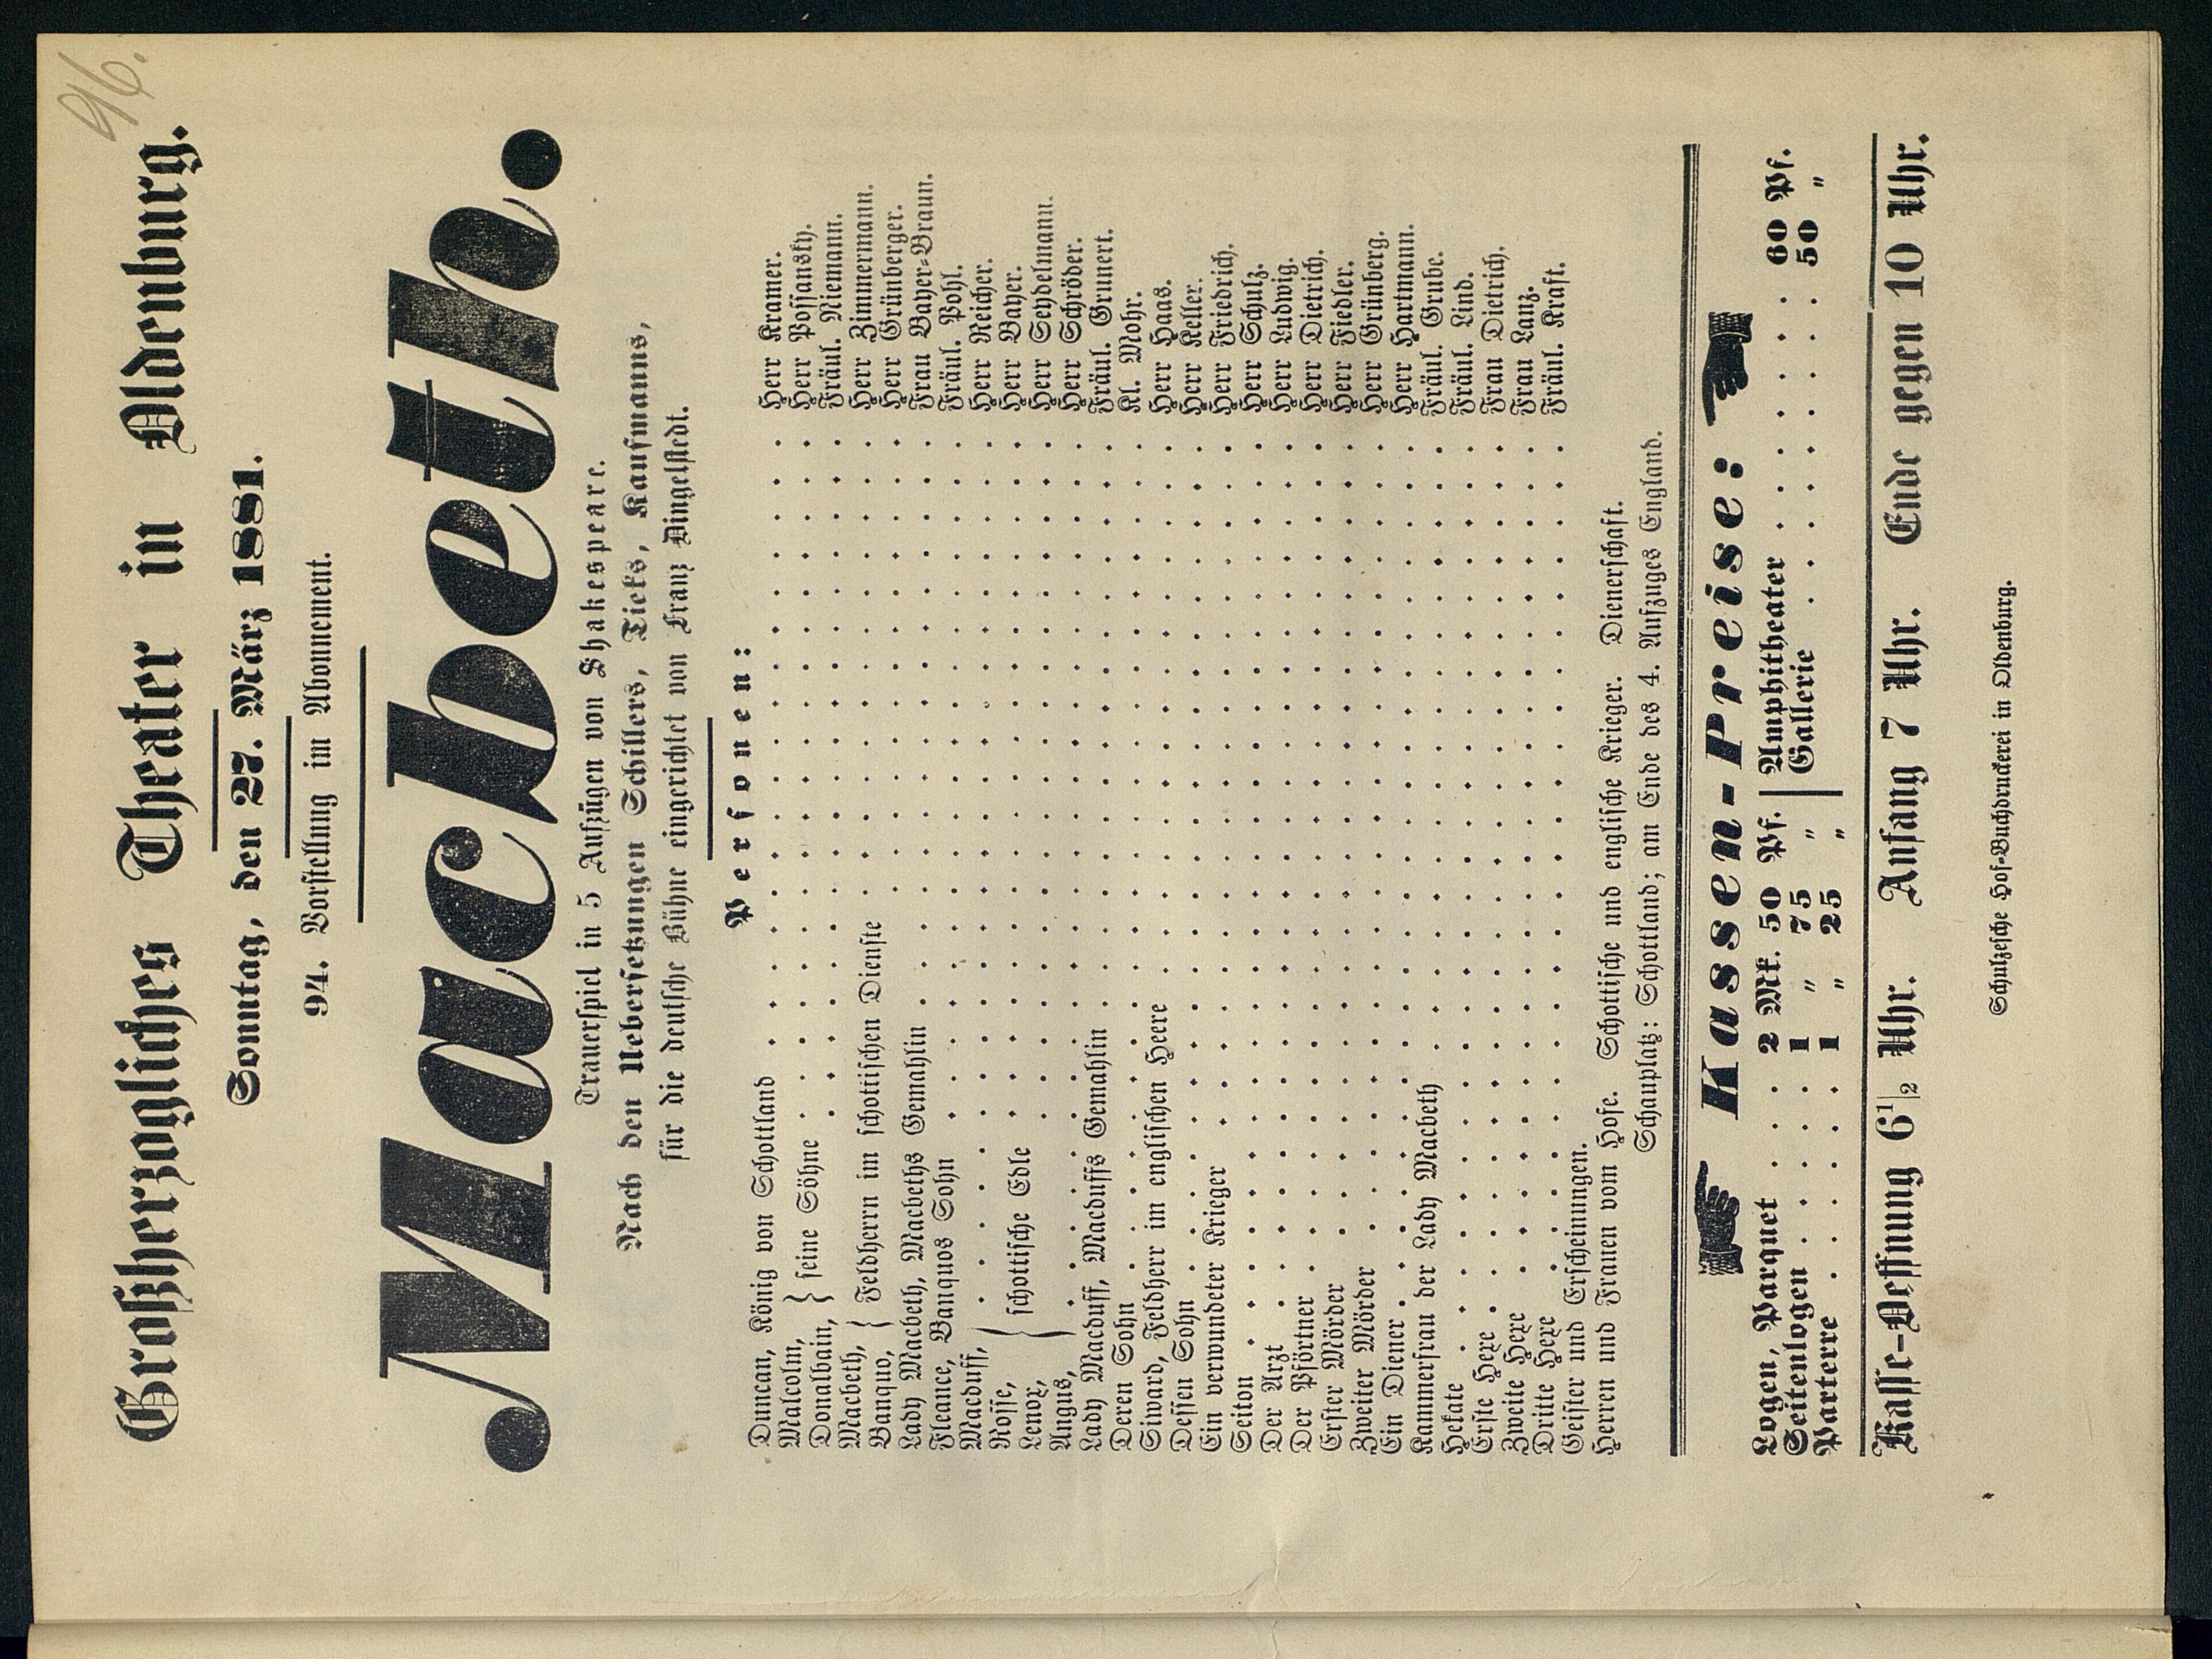 96.
Großherzogliches Theater in Oldenburg.
Sonntag, den 27. März 1881.
94. Vorstellung im Abonnement.
Macbeth.
Trauerspiel in 5 Aufzügen von Shakespeare.
Nach den Uebersetzungen Schillers, Tiecks, Kaufmanns,
für die deutsche Bühne eingerichtet von Franz Dingelstedt.
Personen:
Duncan, König von Schottland . . . Herr Kramer.
Malcolm, } seine Söhne . . . Herr Possansky.
Donalbain, } . . . Fräul. Niemann.
Macbeth, } Feldherrn im schottischen Dienste . . . Herr Zimmermann.
Banquo, } . . . Herr Grünberger.
Lady Macbeth, Macbeths Gemahlin . . . Frau Bayer-Braun.
Fleance, Banquos Sohn . . . Fräul. Pohl.
Macduff, } schottische Edle . . . Herr Reicher.
Rosse, } . . . Herr Bayer.
Lenox, } . . . Herr Seydelmann.
Angus, } . . . Herr Schröder.
Lady Macduff, Macduffs Gemahlin . . . Fräul. Grunert.
Deren Sohn . . . Kl. Mohr.
Siward, Feldherr im englischen Heere . . . Herr Haas.
Dessen Sohn . . . Herr Keller.
Ein verwundeter Krieger . . . Herr Friedrich.
Seiton . . . Herr Schulz.
Der Arzt . . . Herr Ludwig.
Der Pförtner . . . Herr Dietrich.
Erster Mörder . . . Herr Fiedler.
Zweiter Mörder . . . Herr Grünberg.
Ein Diener . . . Herr Hartmann.
Kammerfrau der Lady Macbeth . . . Fräul. Grube.
Hekate . . . Fräul. Lind.
Erste Hexe . . . Frau Dietrich.
Zweite Hexe . . . Frau Lanz.
Dritte Hexe . . . Fräul. Kraft.
Geister und Erscheinungen.
Herren und Frauen vom Hofe. Schottische und englische Krieger. Dienerschaft.
Schauplatz: Schottland; am Ende des 4. Aufzuges England.
Kassen-Preise:
Logen, Parquet . . . 2 Mk. 50 Pf. | Amphitheater . . . 60 Pf.
Seitenlogen . . . 1 " 75 " | Gallerie . . . 50 "
Parterre . . . 1 " 25 "
Kasse-Oeffnung 6 1/2 Uhr. Anfang 7 Uhr. Ende gegen 10 Uhr.
Schulzesche Hof-Buchdruckerei in Oldenburg.